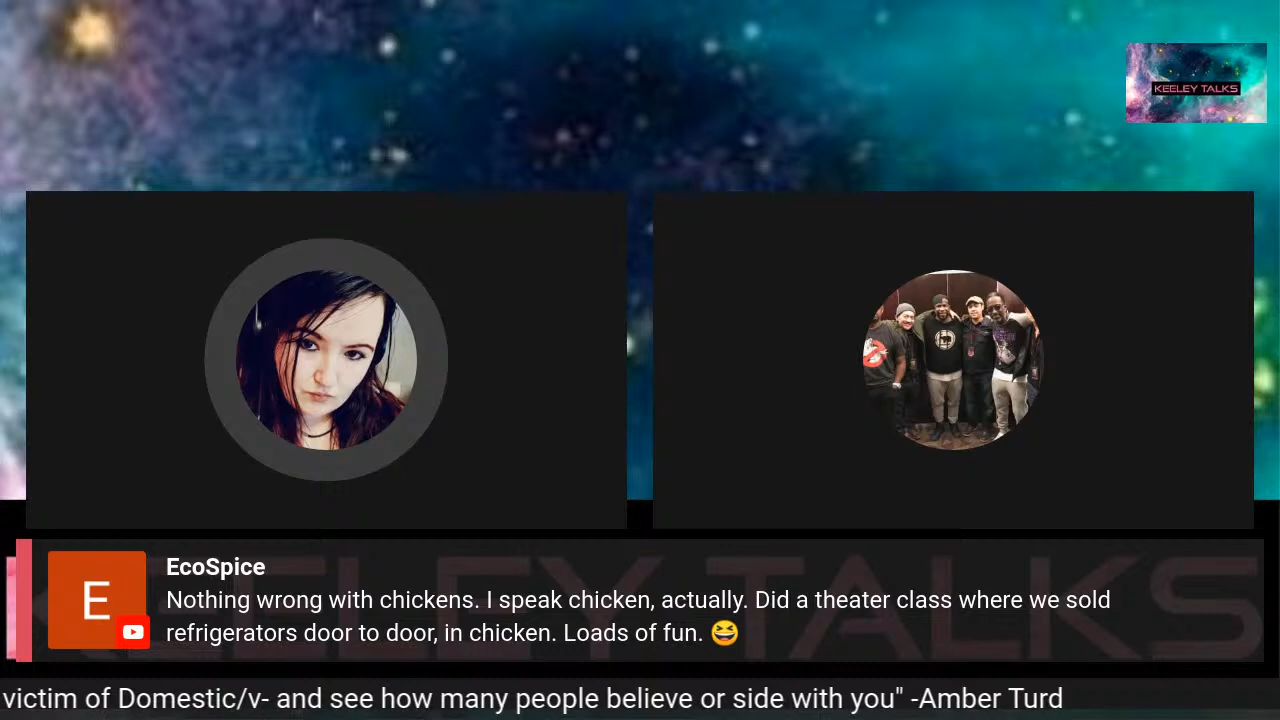 KEELEY TALKS
KEELEY TALKS
E
EcoSpice
Nothing wrong with chickens. I speak chicken, actually. Did a theater class where we sold
refrigerators door to door, in chicken. Loads of fun. 😆
victim of Domestic/v- and see how many people believe or side with you" -Amber Turd